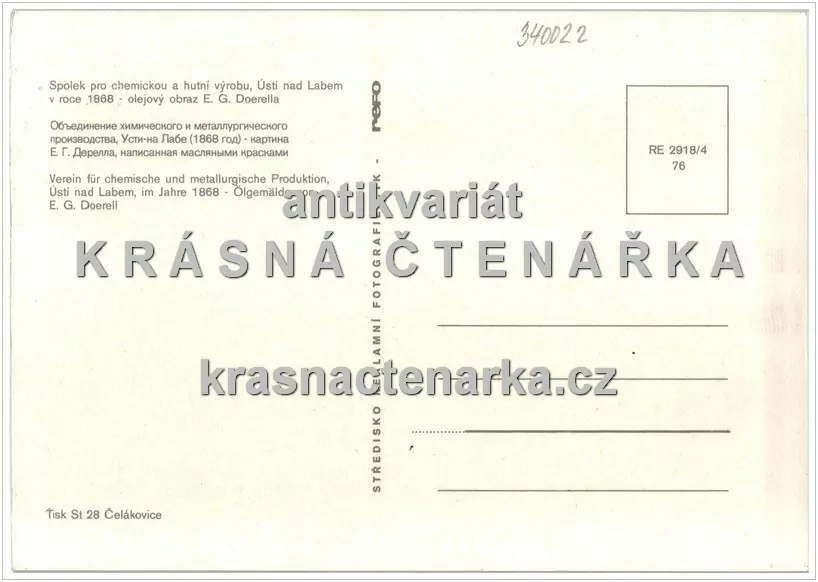 340022
Spolek pro chemickou a hutní výrobu, Ústí nad Labem
v roce 1868 - olejový obraz E. G. Doerella
Объединение химического и металлургического
производства, Усти-на Лабе (1868 год) - картина
Е. Г. Дерелла, написанная масляными красками
Verein für chemische und metallurgische Produktion,
Ústi nad Labem, im Jahre 1868 - Ölgemälde von
E. G. Doerell
RE 2918/4
76
antikvariát
KRÁSNÁ ČTENÁŘKA
krasnactenarka.cz
STŘEDISKO REKLAMNÍ FOTOGRAFIE
Tisk St 28 Čelákovice